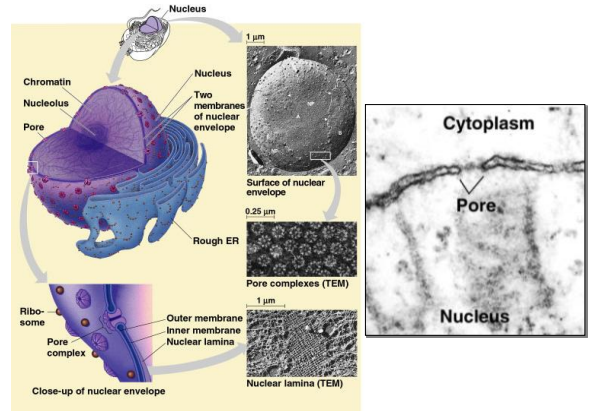 Nucleus
1 μm
Chromatin
Nucleolus
Pore
Nucleus
Two
membranes
of nuclear
envelope
Surface of nuclear
envelope
Rough ER
0.25 μm
Pore complexes (TEM)
1 μm
Ribo-
some
Pore
complex
Outer membrane
Inner membrane
Nuclear lamina
Close-up of nuclear envelope
Nuclear lamina (TEM)
Cytoplasm
Pore
Nucleus